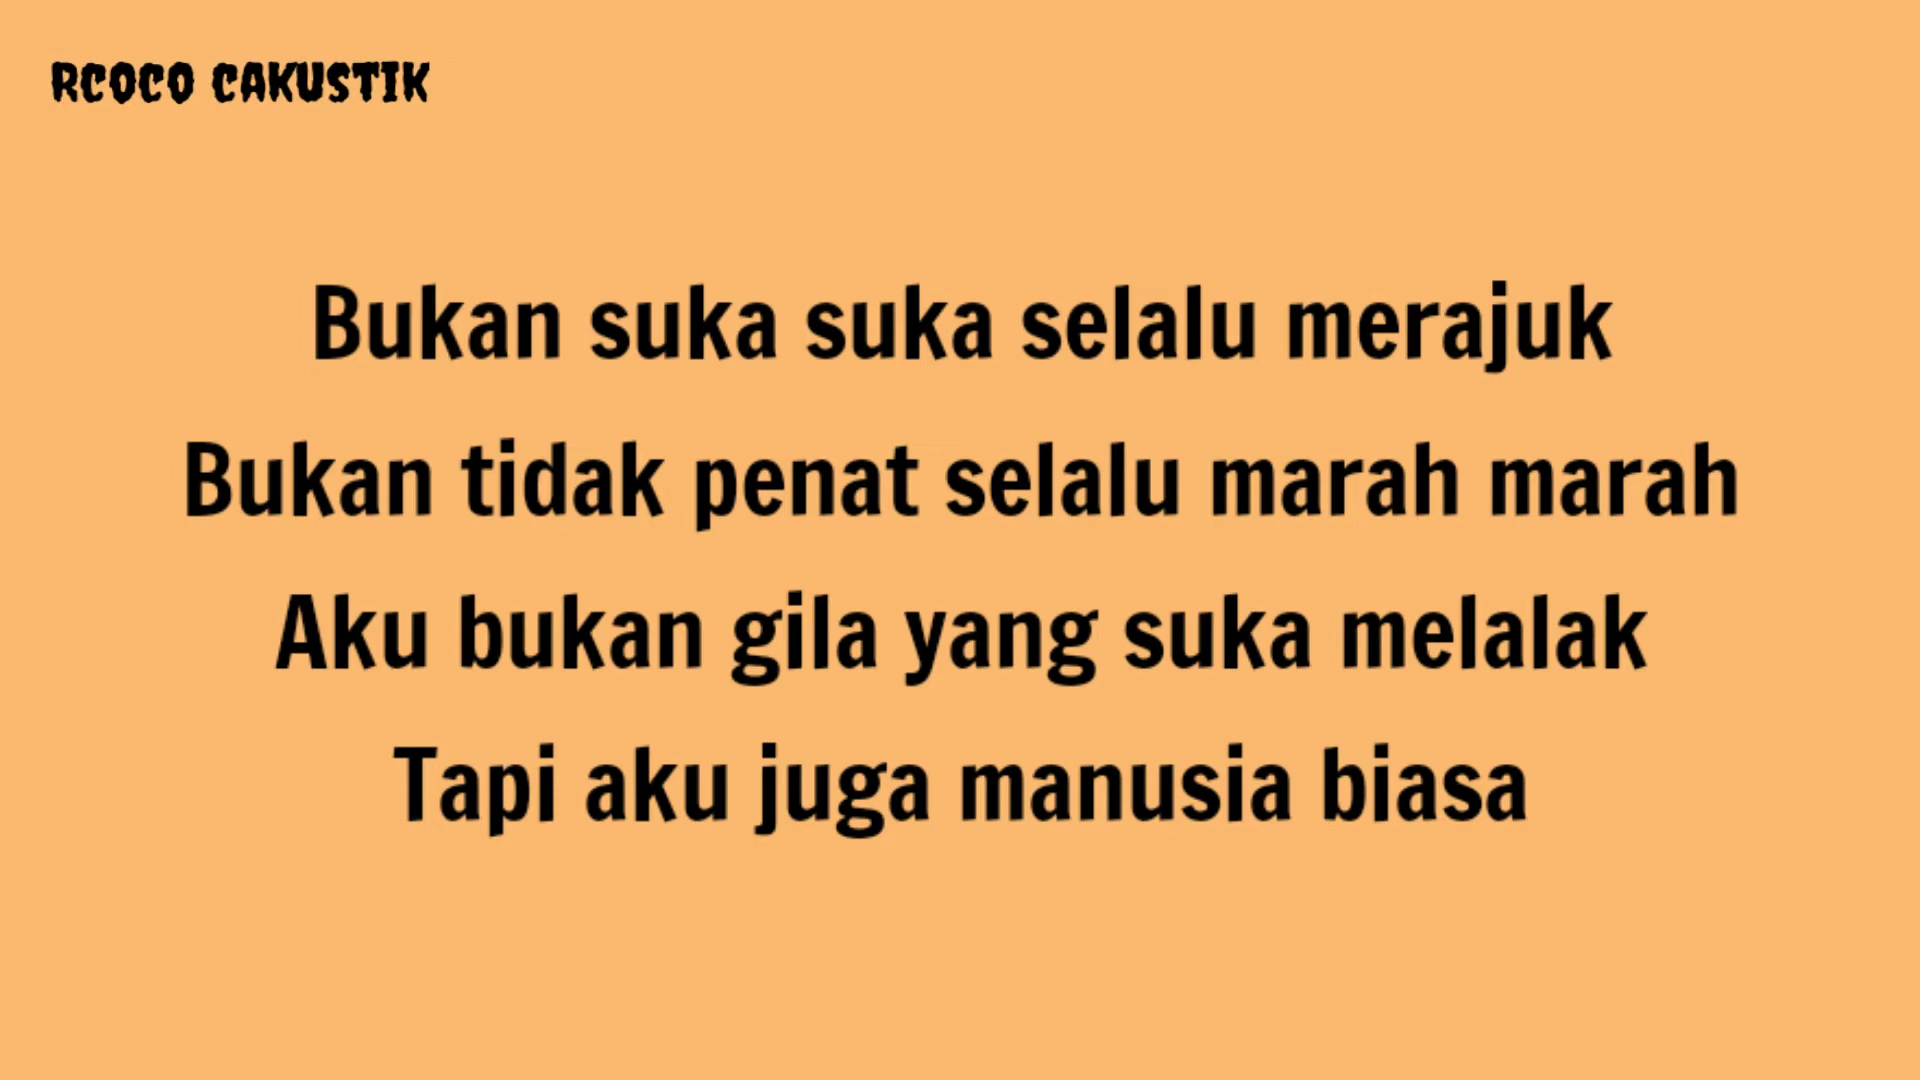 RCOCO CAKUSTIK
Bukan suka suka selalu merajuk
Bukan tidak penat selalu marah marah
Aku bukan gila yang suka melalak
Tapi aku juga manusia biasa